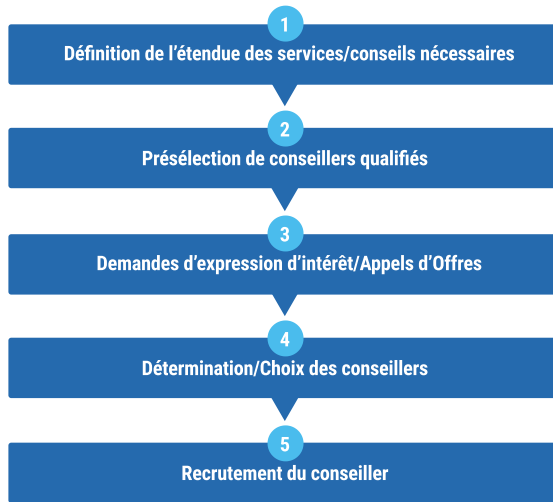 1
Définition de l’étendue des services/conseils nécessaires
2
Présélection de conseillers qualifiés
3
Demandes d’expression d’intérêt/Appels d’Offres
4
Détermination/Choix des conseillers
5
Recrutement du conseiller